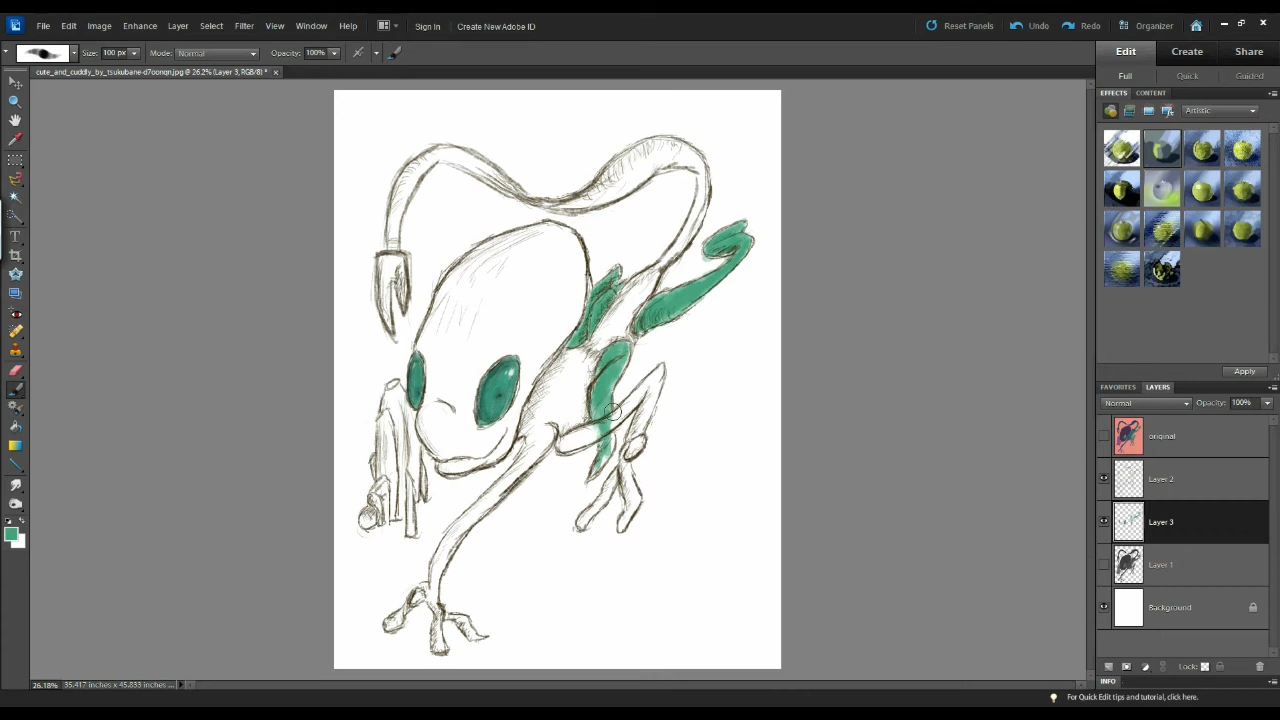 File Edit Image Enhance Layer Select Filter View Window Help Sign In Create New Adobe ID Reset Panels Undo Redo Organizer
Size: 100 px Mode: Normal Opacity: 100% Edit Create Share
cute_and_cuddly_by_tsukubane-d7oonqn.jpg @ 26.2% (Layer 3, RGB/8) * ×
Full Quick Guided
EFFECTS CONTENT
Artistic
Apply
FAVORITES LAYERS
Normal Opacity: 100%
original
Layer 2
Layer 3
Layer 1
Background
Lock:
26.18% 35.417 inches x 45.833 inches...
INFO
For Quick Edit tips and tutorial, click here.